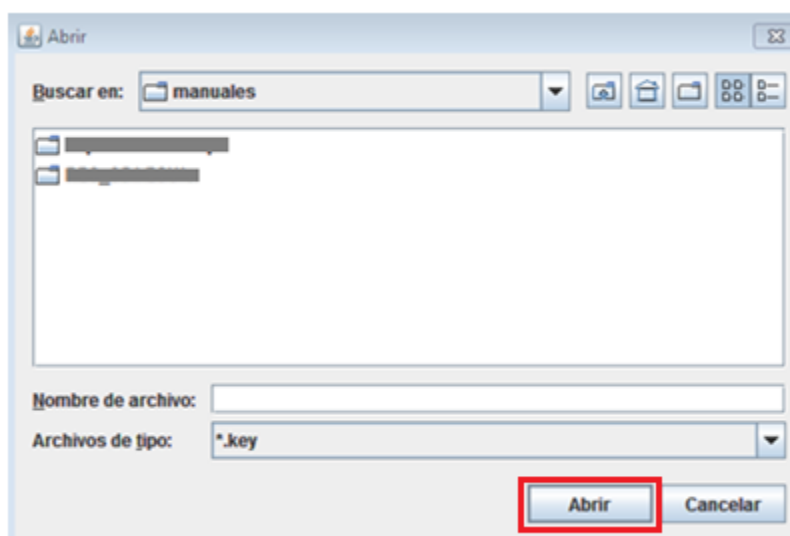 Abrir
Buscar en: manuales
Nombre de archivo:
Archivos de tipo: *.key
Abrir Cancelar